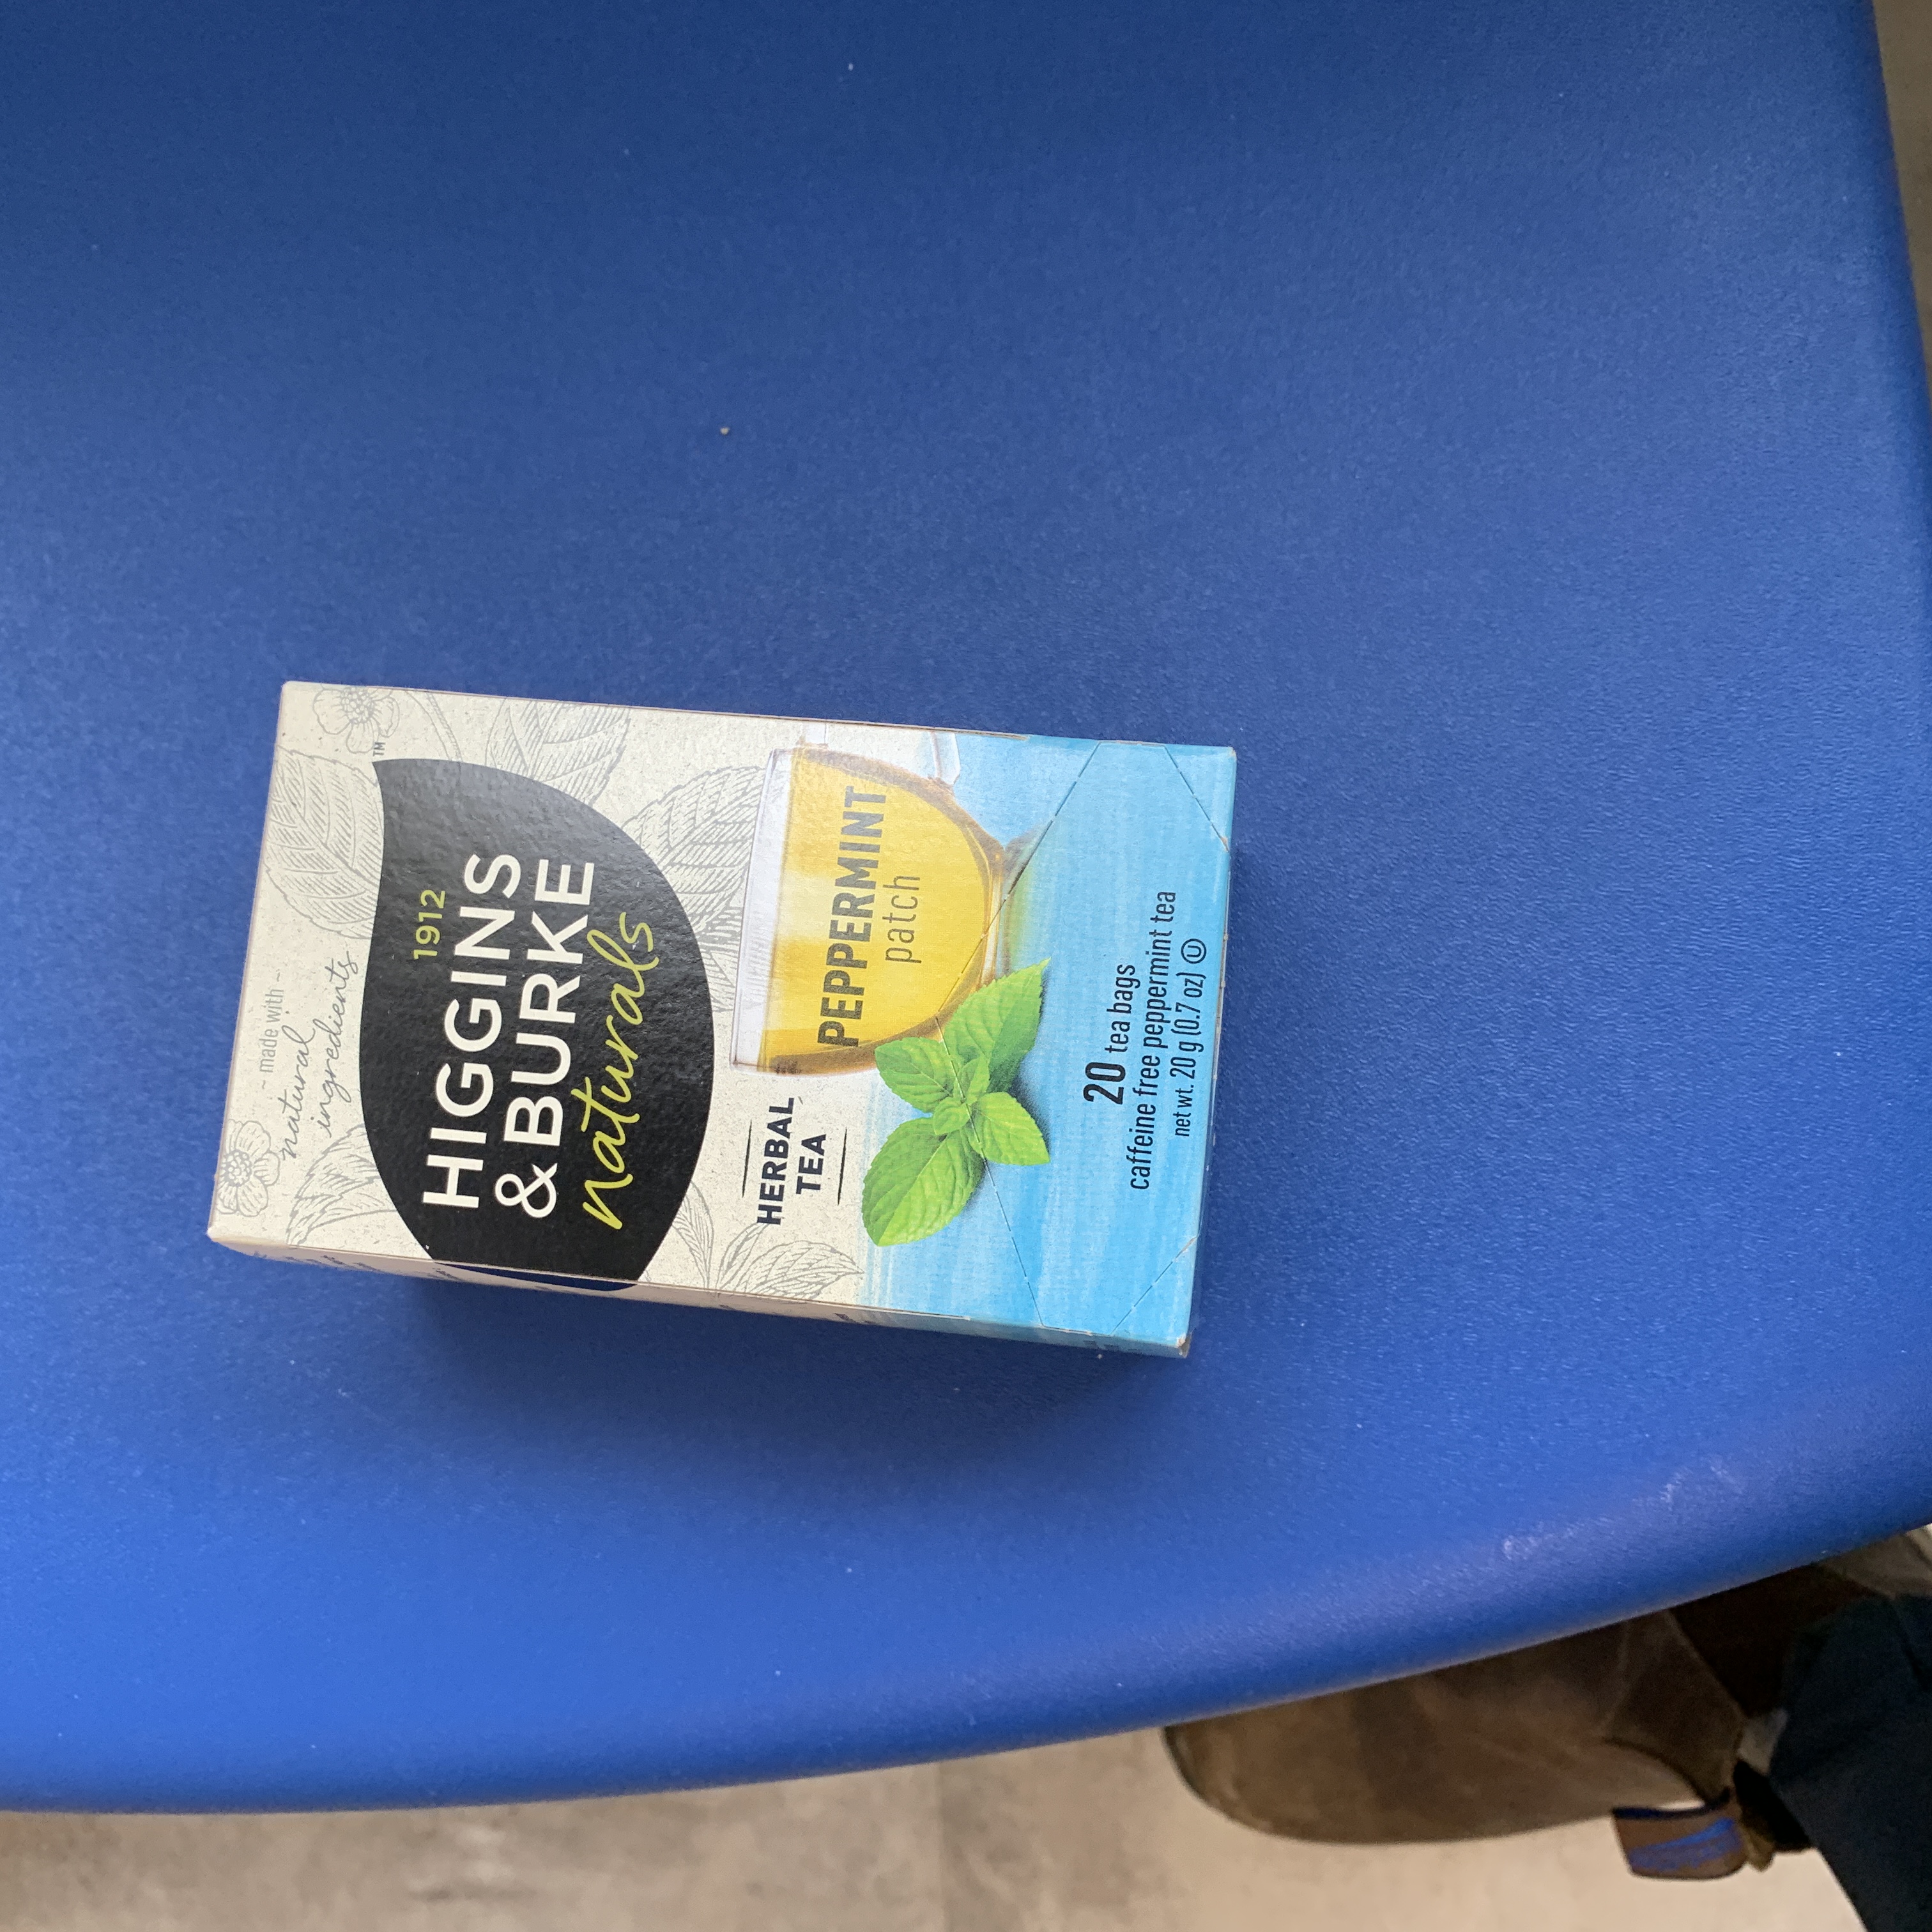 ~ made with ~
natural
ingredients
TM
1912
HIGGINS
& BURKE
naturals
HERBAL
TEA
PEPPERMINT
patch
20 tea bags
caffeine free peppermint tea
net wt. 20 g (0.7 oz) U